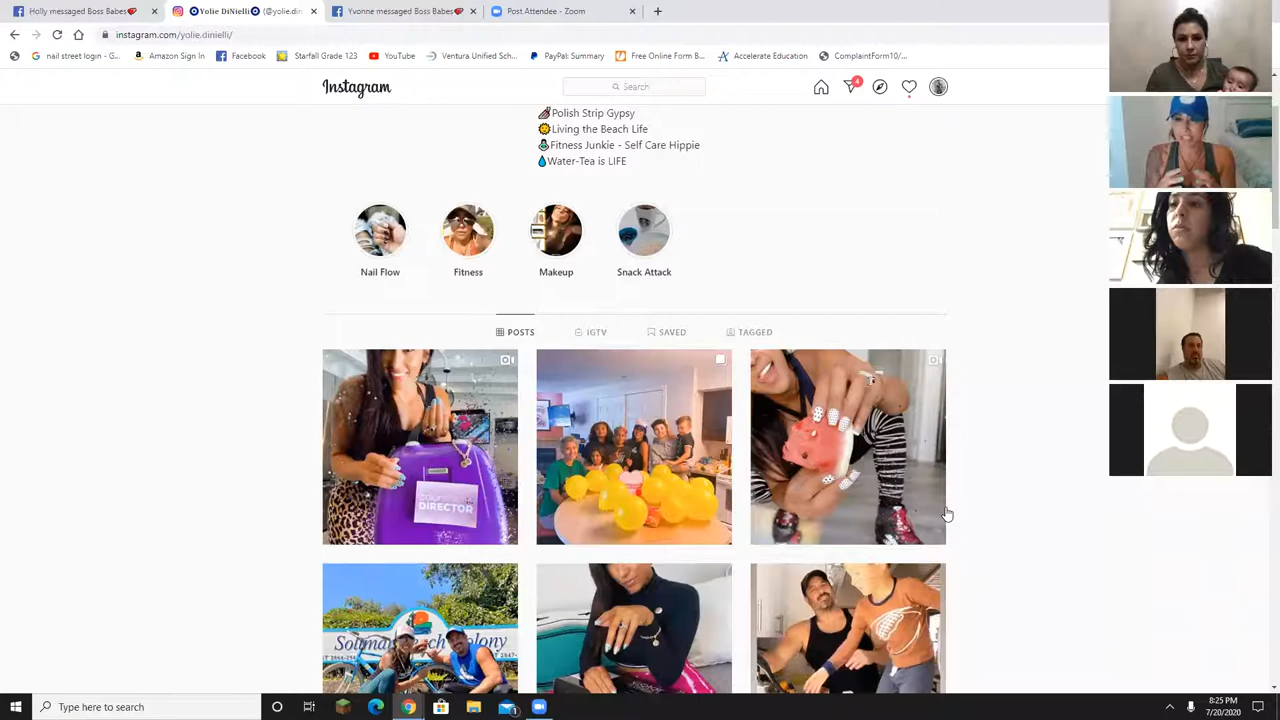 Holly messaged Boss Babes
Yolie DiNielli (@yolie.din
Yvonne messaged Boss Babes
Post Attendee - Zoom
instagram.com/yolie.dinielli/
nail street login - G...
Amazon Sign In
Facebook
Starfall Grade 123
YouTube
Ventura Unified Sch...
PayPal: Summary
Free Online Form B...
Accelerate Education
ComplaintForm10/...
Instagram
Search
4
Polish Strip Gypsy
Living the Beach Life
Fitness Junkie - Self Care Hippie
Water-Tea is LIFE
Nail Flow
Fitness
Makeup
Snack Attack
POSTS
IGTV
SAVED
TAGGED
DIRECTOR
Type here to search
1
8:25 PM
7/20/2020